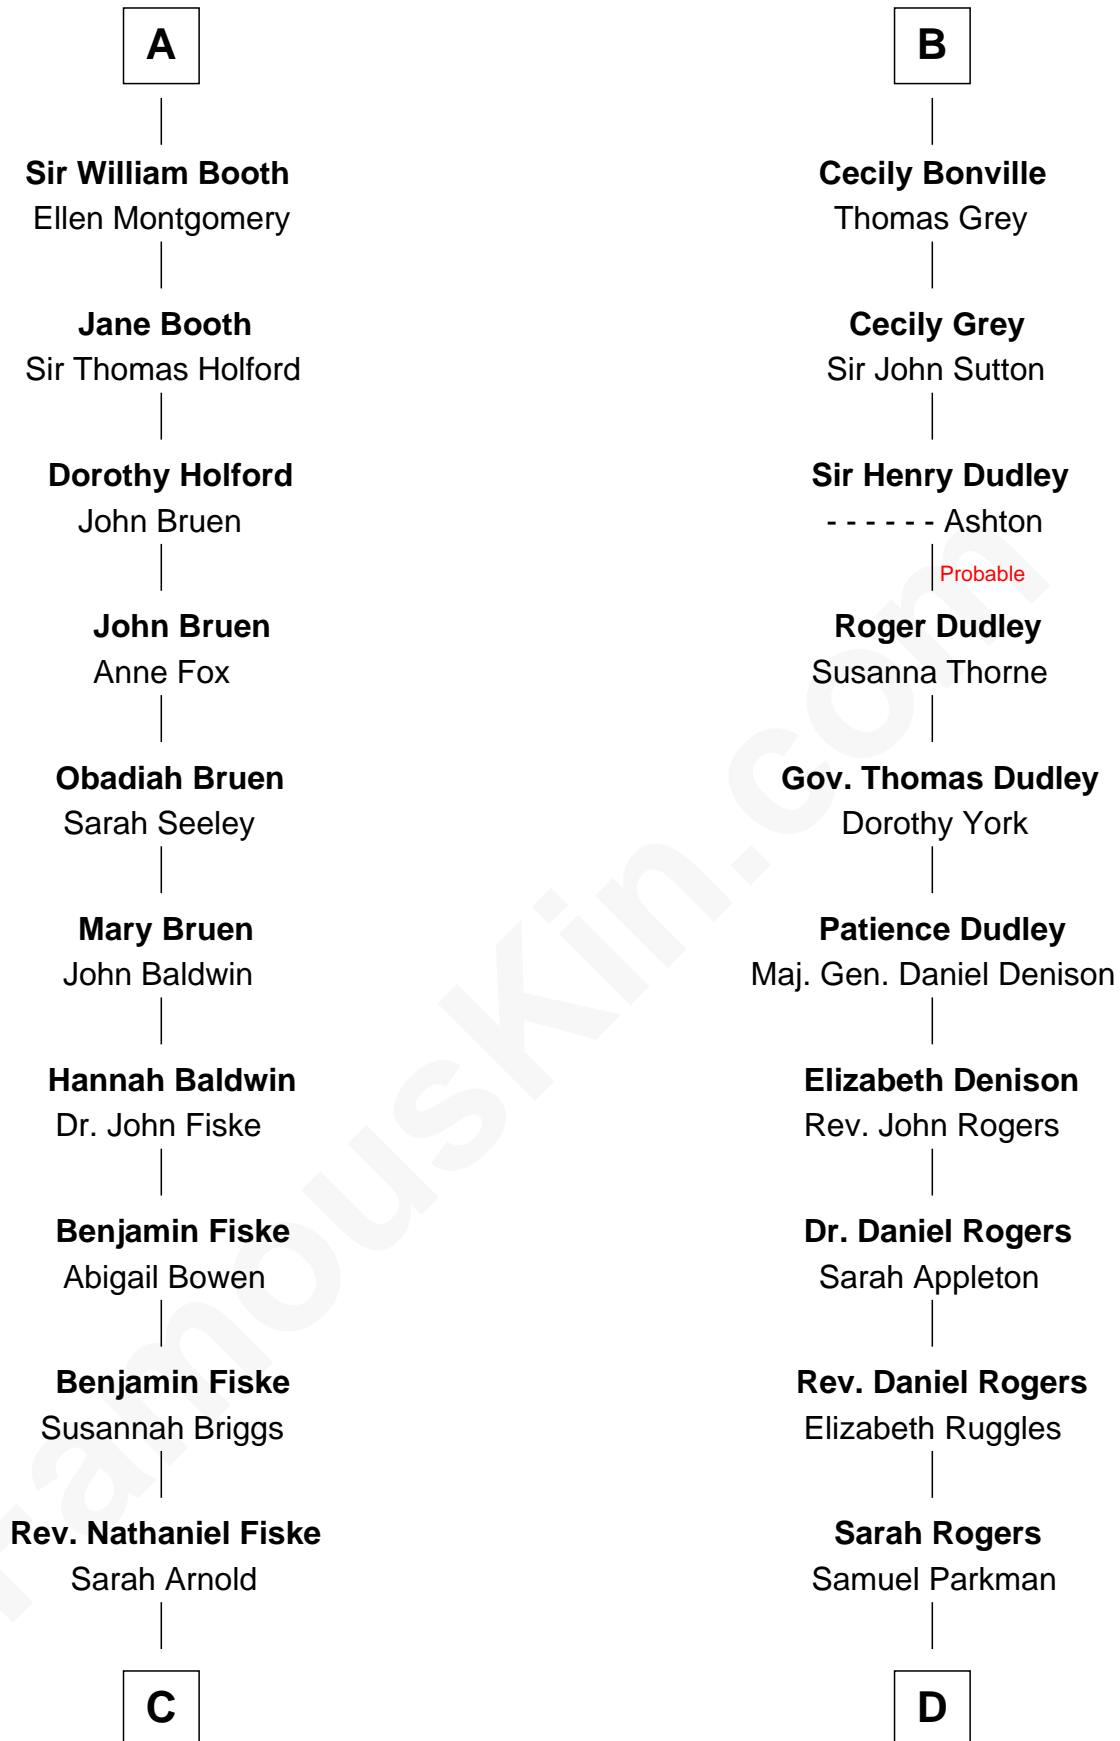 A
Sir William Booth
Ellen Montgomery
Jane Booth
Sir Thomas Holford
Dorothy Holford
John Bruen
John Bruen
Anne Fox
Obadiah Bruen
Sarah Seeley
Mary Bruen
John Baldwin
Hannah Baldwin
Dr. John Fiske
Benjamin Fiske
Abigail Bowen
Benjamin Fiske
Susannah Briggs
Rev. Nathaniel Fiske
Sarah Arnold
C
B
Cecily Bonville
Thomas Grey
Cecily Grey
Sir John Sutton
Sir Henry Dudley
- - - - - - Ashton
Probable
Roger Dudley
Susanna Thorne
Gov. Thomas Dudley
Dorothy York
Patience Dudley
Maj. Gen. Daniel Denison
Elizabeth Denison
Rev. John Rogers
Dr. Daniel Rogers
Sarah Appleton
Rev. Daniel Rogers
Elizabeth Ruggles
Sarah Rogers
Samuel Parkman
D
FamousKin.com